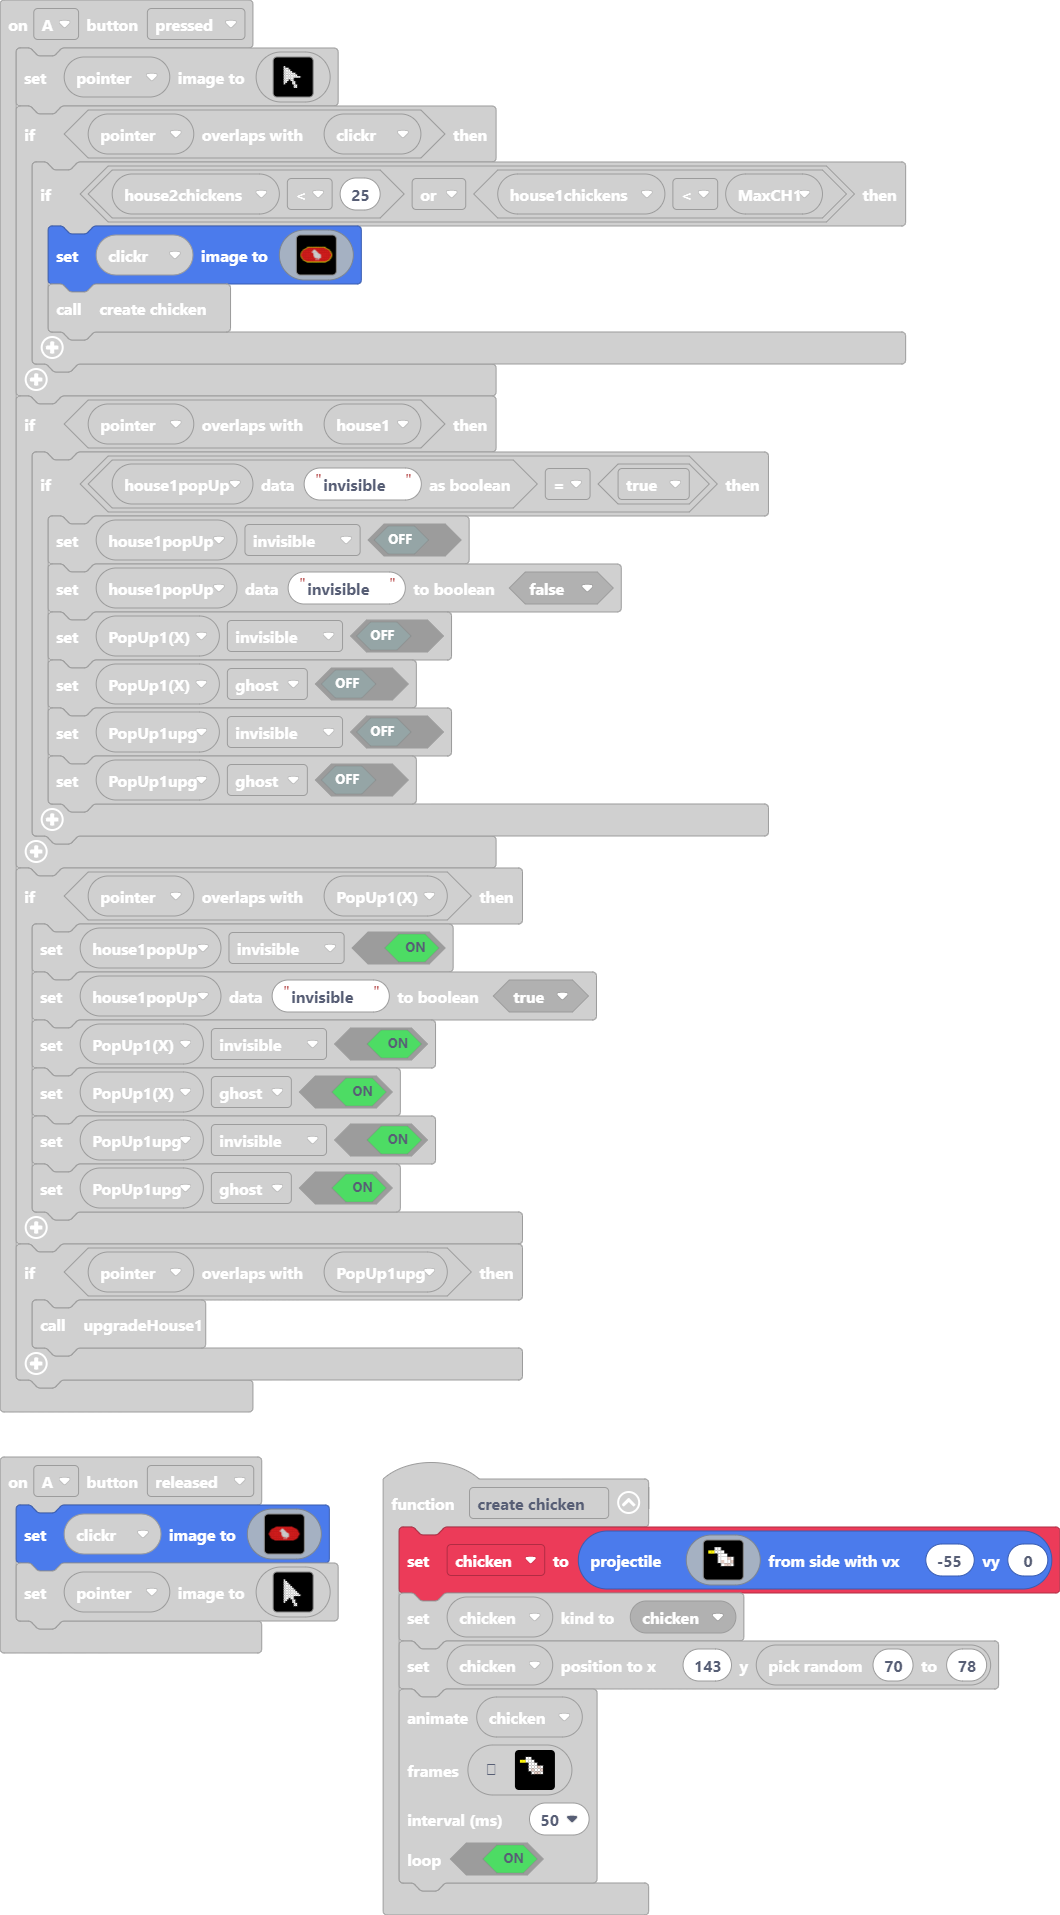 on A button pressed
set pointer image to
if pointer overlaps with clickr then
if house2chickens < 25 or house1chickens < MaxCH1 then
set clickr image to
call create chicken
if pointer overlaps with house1 then
if house1popUp data "invisible" as boolean = true then
set house1popUp invisible OFF
set house1popUp data "invisible" to boolean false
set PopUp1(X) invisible OFF
set PopUp1(X) ghost OFF
set PopUp1upg invisible OFF
set PopUp1upg ghost OFF
if pointer overlaps with PopUp1(X) then
set house1popUp invisible ON
set house1popUp data "invisible" to boolean true
set PopUp1(X) invisible ON
set PopUp1(X) ghost ON
set PopUp1upg invisible ON
set PopUp1upg ghost ON
if pointer overlaps with PopUp1upg then
call upgradeHouse1
on A button released
set clickr image to
set pointer image to
function create chicken
set chicken to projectile from side with vx -55 vy 0
set chicken kind to chicken
set chicken position to x 143 y pick random 70 to 78
animate chicken
frames
interval (ms) 50
loop ON